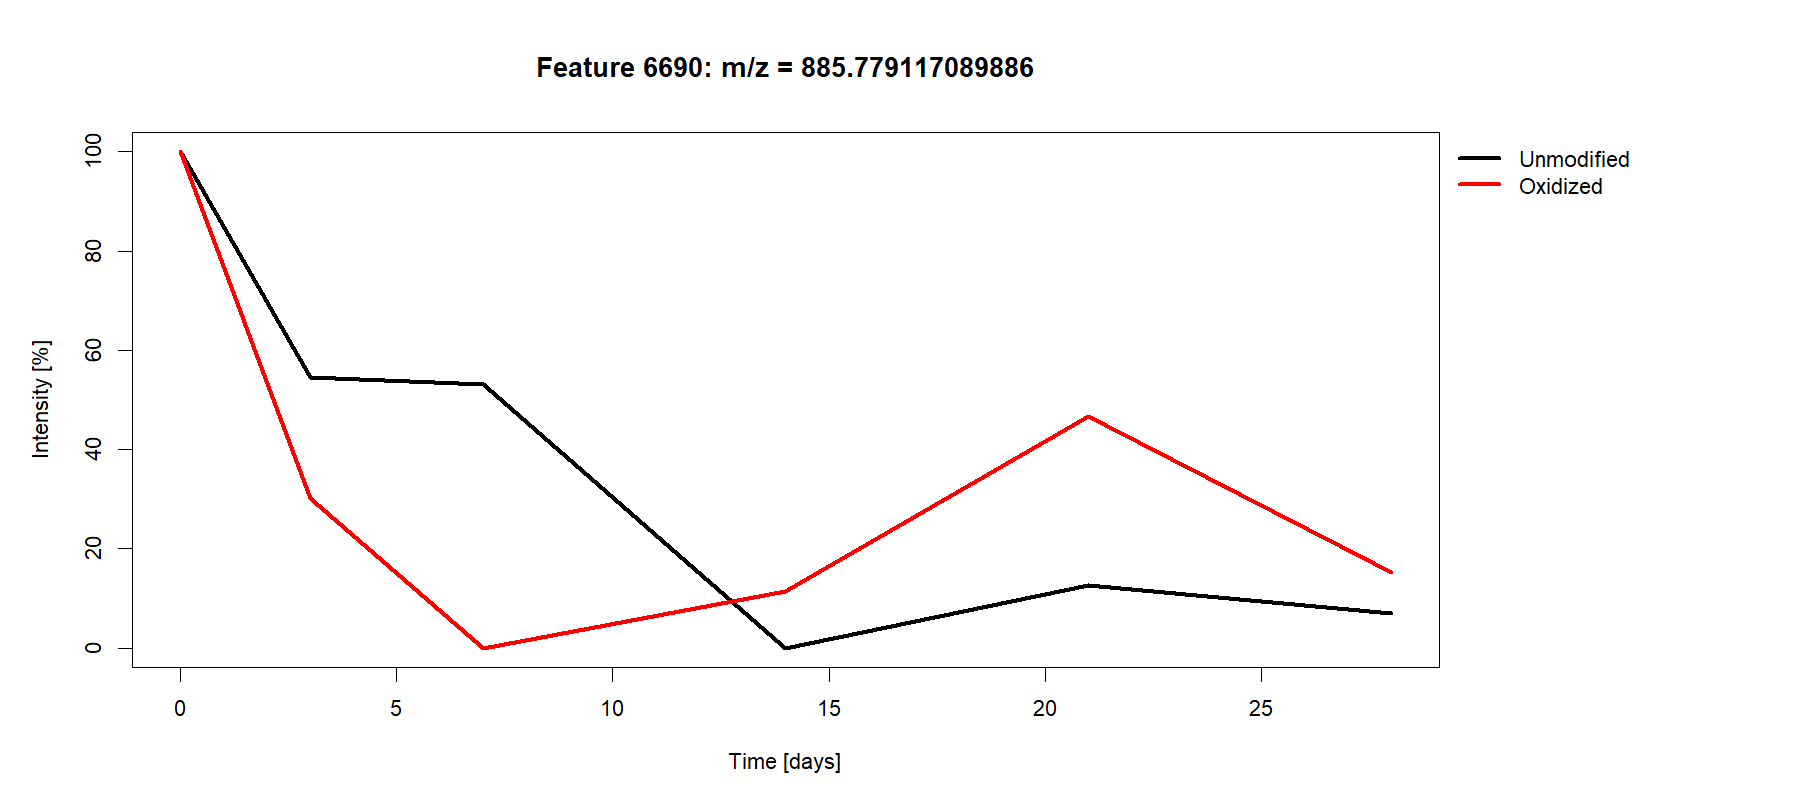 Feature 6690: m/z = 885.779117089886
Unmodified
Oxidized
Intensity [%]
100
80
60
40
20
0
0 5 10 15 20 25
Time [days]